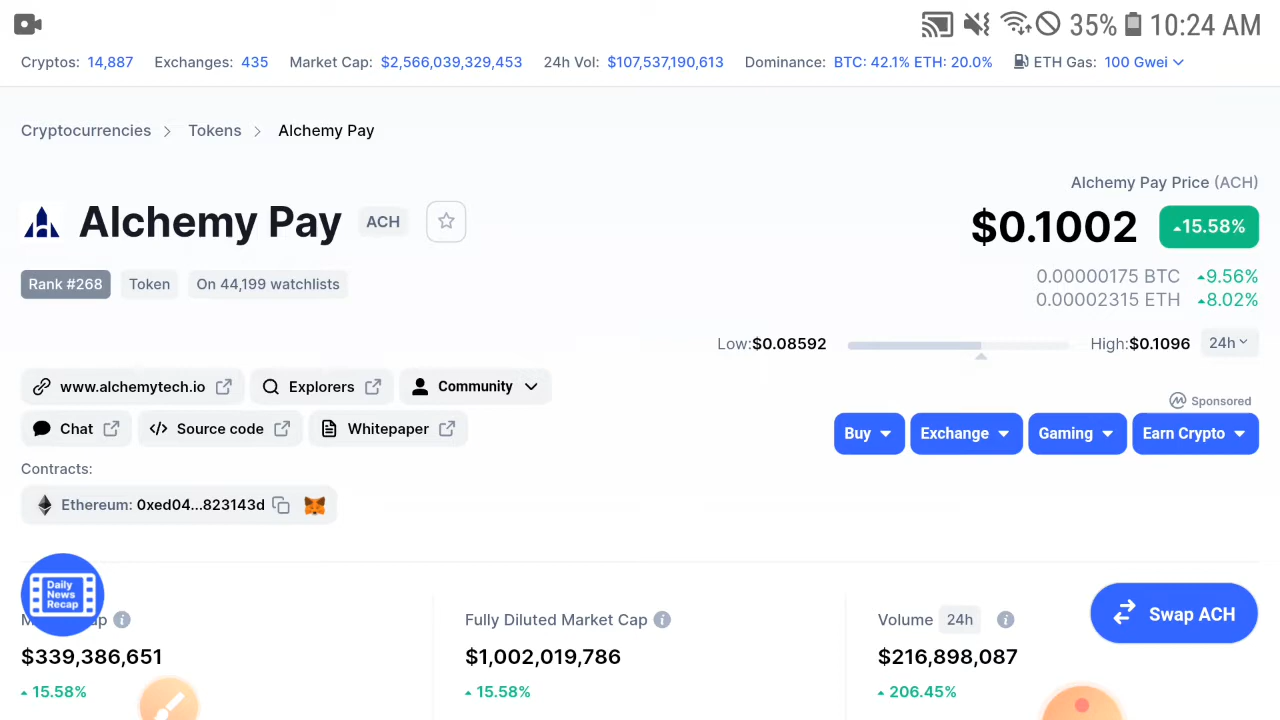 35% 10:24 AM
Cryptos: 14,887 Exchanges: 435 Market Cap: $2,566,039,329,453 24h Vol: $107,537,190,613 Dominance: BTC: 42.1% ETH: 20.0% ETH Gas: 100 Gwei
Cryptocurrencies > Tokens > Alchemy Pay
Alchemy Pay Price (ACH)
Alchemy Pay ACH $0.1002 15.58%
Rank #268 Token On 44,199 watchlists
0.00000175 BTC 9.56%
0.00002315 ETH 8.02%
Low:$0.08592 High:$0.1096 24h
www.alchemytech.io Explorers Community
Sponsored
Chat Source code Whitepaper
Buy Exchange Gaming Earn Crypto
Contracts:
Ethereum: 0xed04...823143d
Daily
News
Recap
Fully Diluted Market Cap Volume 24h
Swap ACH
$339,386,651 $1,002,019,786 $216,898,087
15.58% 15.58% 206.45%